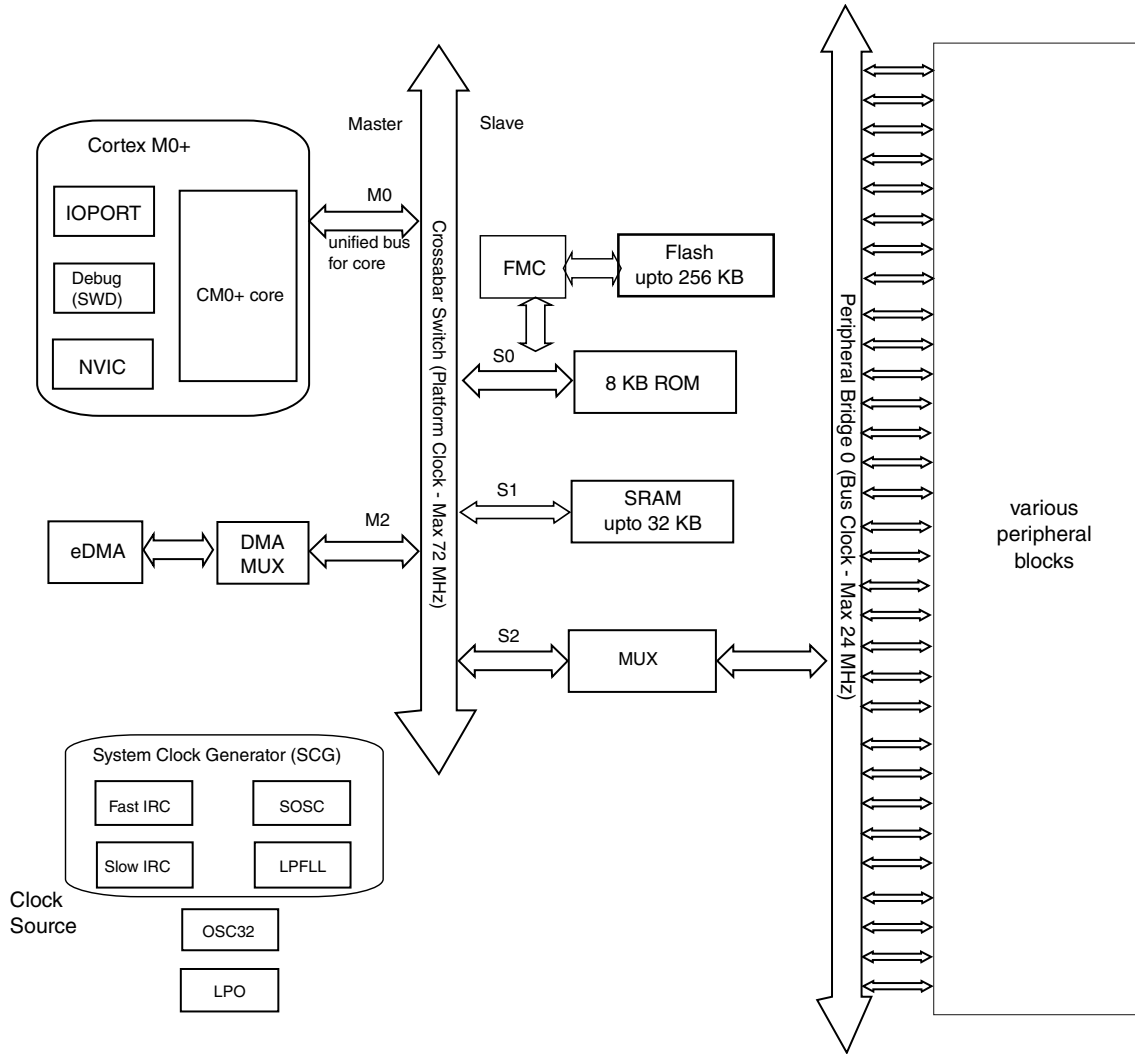 Master
Slave
Cortex M0+
IOPORT
Debug
(SWD)
NVIC
CM0+ core
M0
unified bus
for core
Crossabar Switch (Platform Clock - Max 72 MHz)
FMC
Flash
upto 256 KB
S0
8 KB ROM
S1
SRAM
upto 32 KB
eDMA
DMA
MUX
M2
S2
MUX
Peripheral Bridge 0 (Bus Clock - Max 24 MHz)
various
peripheral
blocks
System Clock Generator (SCG)
Fast IRC
SOSC
Slow IRC
LPFLL
Clock
Source
OSC32
LPO